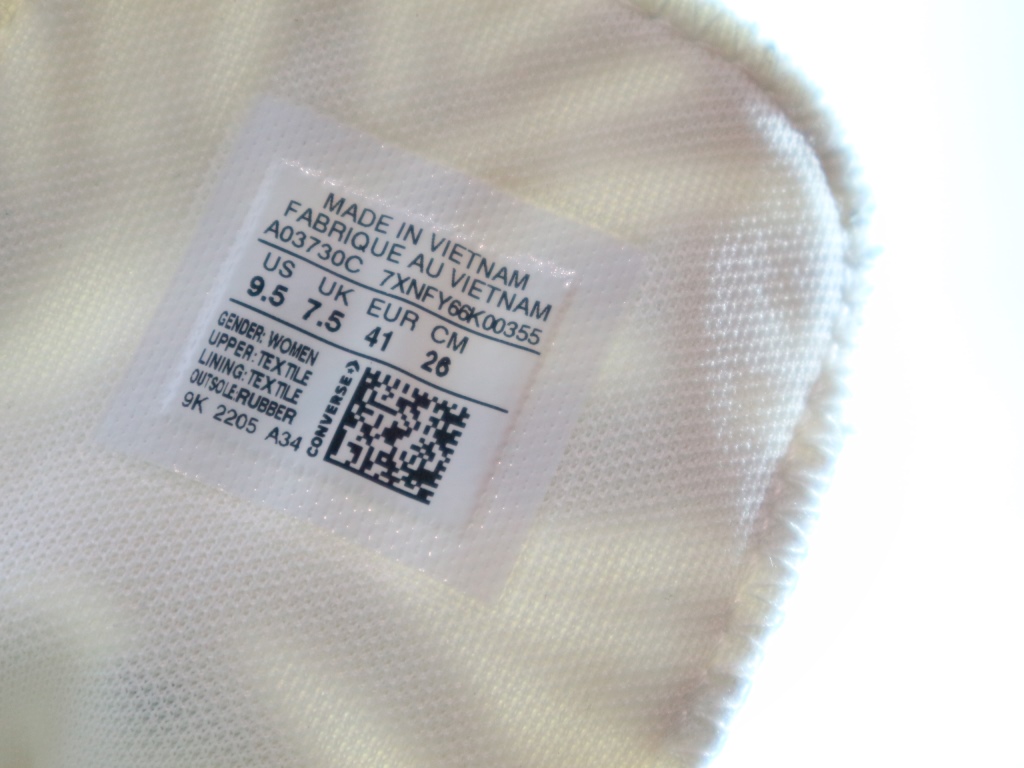 MADE IN VIETNAM
FABRIQUE AU VIETNAM
A03730C 7XNFY66K00355
US UK EUR CM
9.5 7.5 41 26
GENDER: WOMEN
UPPER: TEXTILE
LINING: TEXTILE
OUTSOLE:RUBBER
9K 2205 A34
CONVERSE